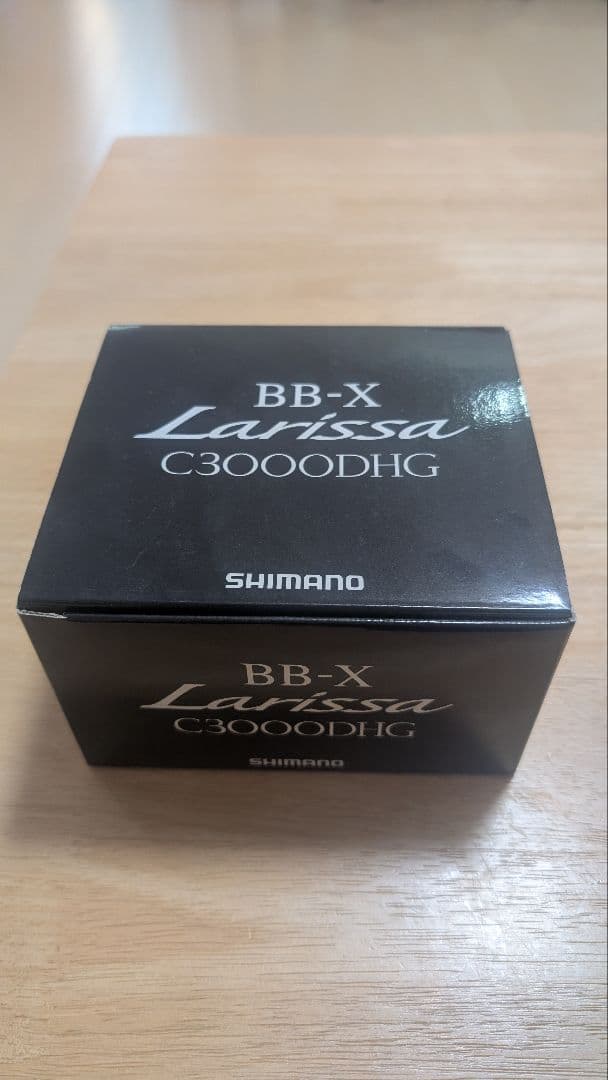 BB-X
Larissa
C3000DHG
SHIMANO
BB-X
Larissa
C3000DHG
SHIMANO